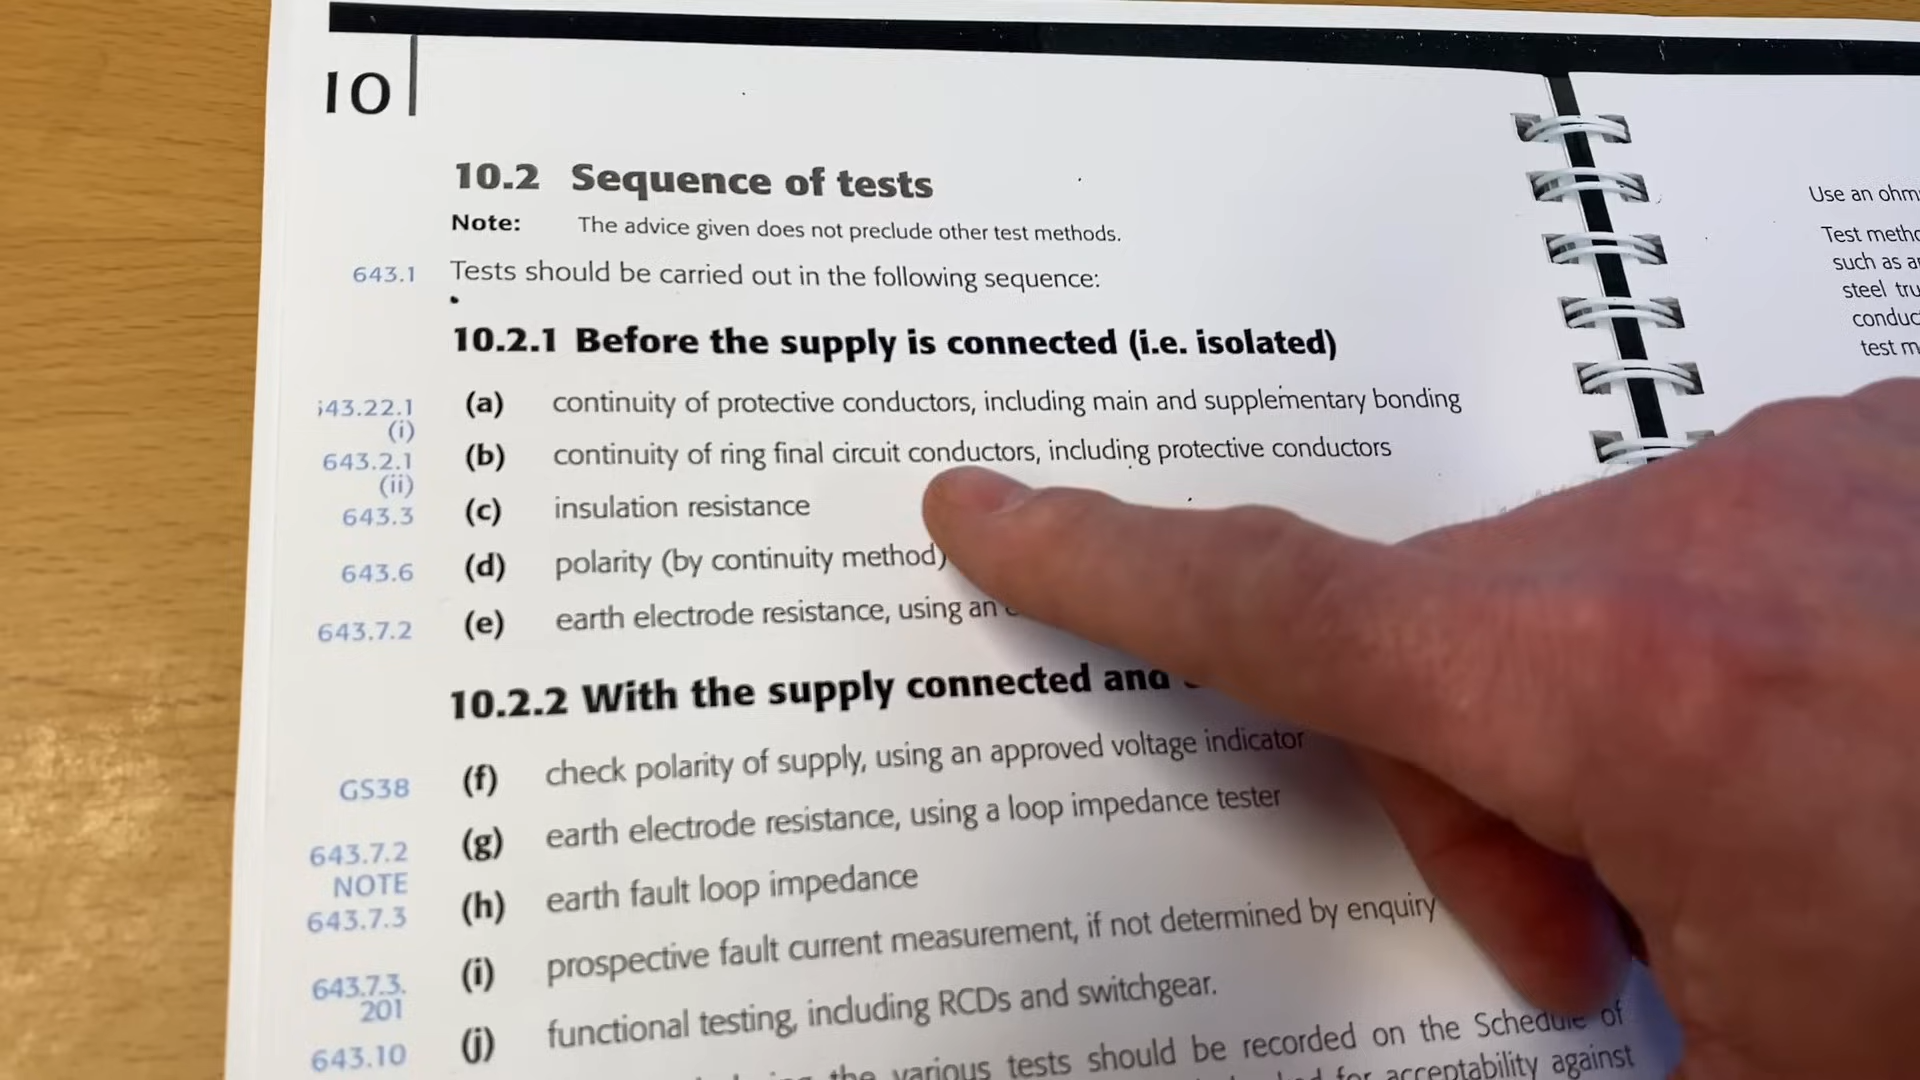 10
10.2 Sequence of tests
Note: The advice given does not preclude other test methods.
643.1 Tests should be carried out in the following sequence:
10.2.1 Before the supply is connected (i.e. isolated)
643.22.1 (a) continuity of protective conductors, including main and supplementary bonding
(i)
643.2.1 (b) continuity of ring final circuit conductors, including protective conductors
(ii)
643.3 (c) insulation resistance
643.6 (d) polarity (by continuity method)
643.7.2 (e) earth electrode resistance, using an
10.2.2 With the supply connected and
GS38 (f) check polarity of supply, using an approved voltage indicator
643.7.2 (g) earth electrode resistance, using a loop impedance tester
NOTE
643.7.3 (h) earth fault loop impedance
643.7.3. (i) prospective fault current measurement, if not determined by enquiry
201
643.10 (j) functional testing, including RCDs and switchgear.
the various tests should be recorded on the Schedule of
for acceptability against
Use an ohm
Test metho
such as a
steel tru
conduc
test m